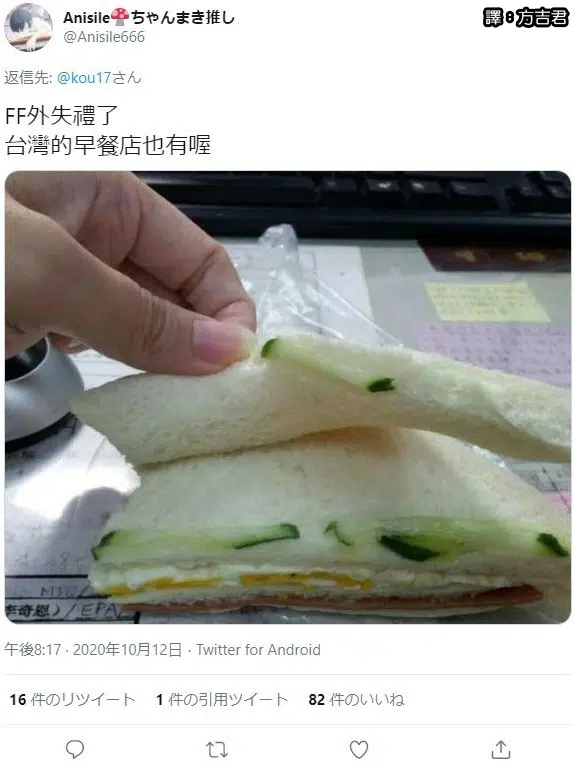 Anisile🍄ちゃんまき推し
@Anisile666
譯@方吉君
返信先: @kou17さん
FF外失禮了
台灣的早餐店也有喔
李奇恩)/EPA
午後8:17 · 2020年10月12日 · Twitter for Android
16 件のリツイート 1 件の引用ツイート 82 件のいいね